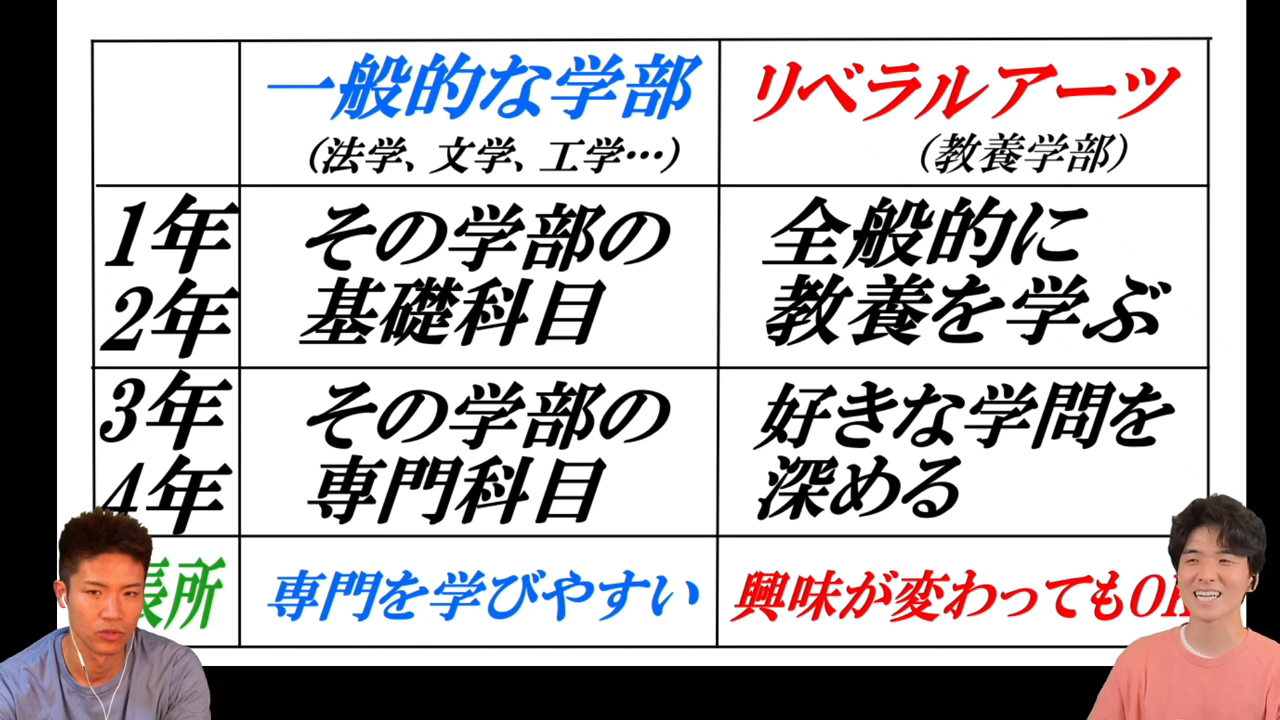 一般的な学部
（法学、文学、工学…）
リベラルアーツ
（教養学部）
1年
2年
その学部の
基礎科目
全般的に
教養を学ぶ
3年
4年
その学部の
専門科目
好きな学問を
深める
長所
専門を学びやすい
興味が変わってもOK